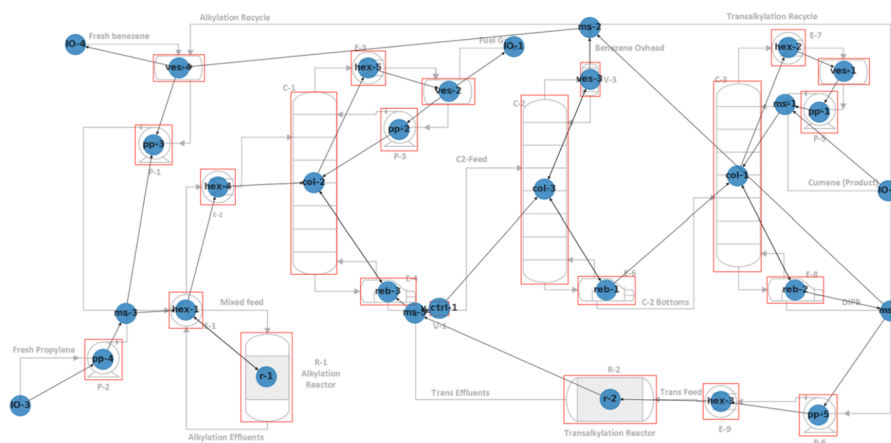 Alkylation Recycle
Transalkylation Recycle
Fresh benezene
IO-4
Fuel G
IO-1
ms-2
E-3
hex-5
ves-4
ves-2
Benezene Ovhead
ves-3
V-3
E-7
hex-2
ves-1
C-1
C-2
C-3
ms-1
pp-1
P-5
pp-3
P-1
pp-2
P-3
C2-Feed
hex-4
E-2
col-2
col-3
col-1
Cumene (Product)
IO-
E-4
reb-3
E-6
reb-1
E-8
reb-2
ctrl-1
V-1
C-2 Bottoms
DIPB
ms-3
hex-1
E-1
Mixed feed
Fresh Propylene
pp-4
P-2
IO-3
r-1
R-1
Alkylation
Reactor
Alkylation Effluents
Trans Effluents
R-2
r-2
Transalkylation Reactor
Trans Feed
hex-3
E-9
pp-5
P-6